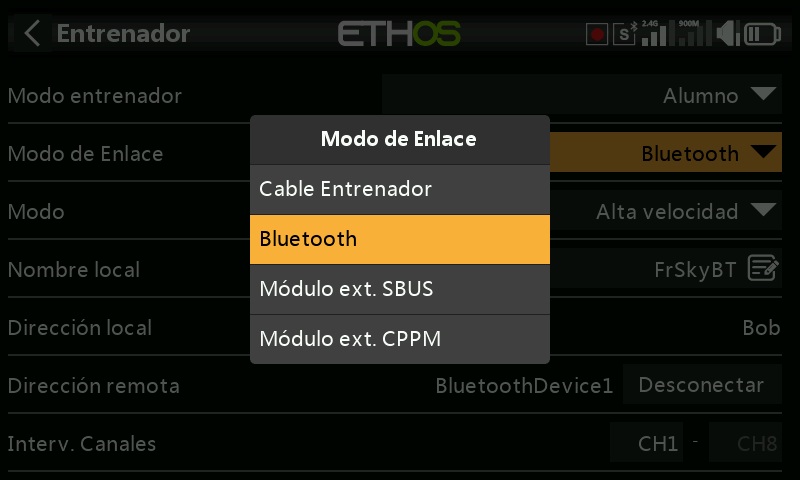 Entrenador
ETHOS
S
2.4G
900M
Modo entrenador
Alumno
Modo de Enlace
Bluetooth
Modo
Alta velocidad
Nombre local
FrSkyBT
Dirección local
Bob
Dirección remota
BluetoothDevice1
Desconectar
Interv. Canales
CH1 - CH8
Modo de Enlace
Cable Entrenador
Bluetooth
Módulo ext. SBUS
Módulo ext. CPPM